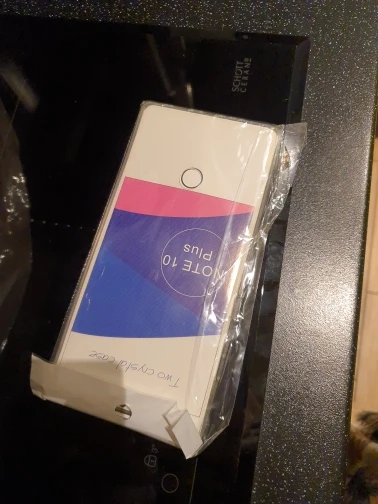 SCHOTT
CERAN®
NOTE 10
Plus
Two crystal case